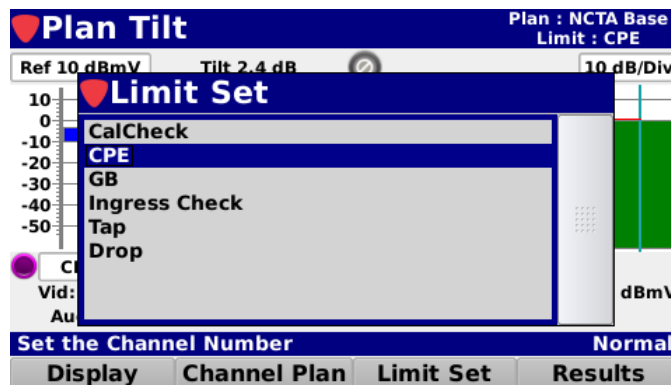 Plan Tilt
Plan : NCTA Base
Limit : CPE
Ref 10 dBmV Tilt 2.4 dB 10 dB/Div
Limit Set
10
0
-10
-20
-30
-40
-50
CalCheck
CPE
GB
Ingress Check
Tap
Drop
Vid:
dBmV
Au
Set the Channel Number Normal
Display Channel Plan Limit Set Results